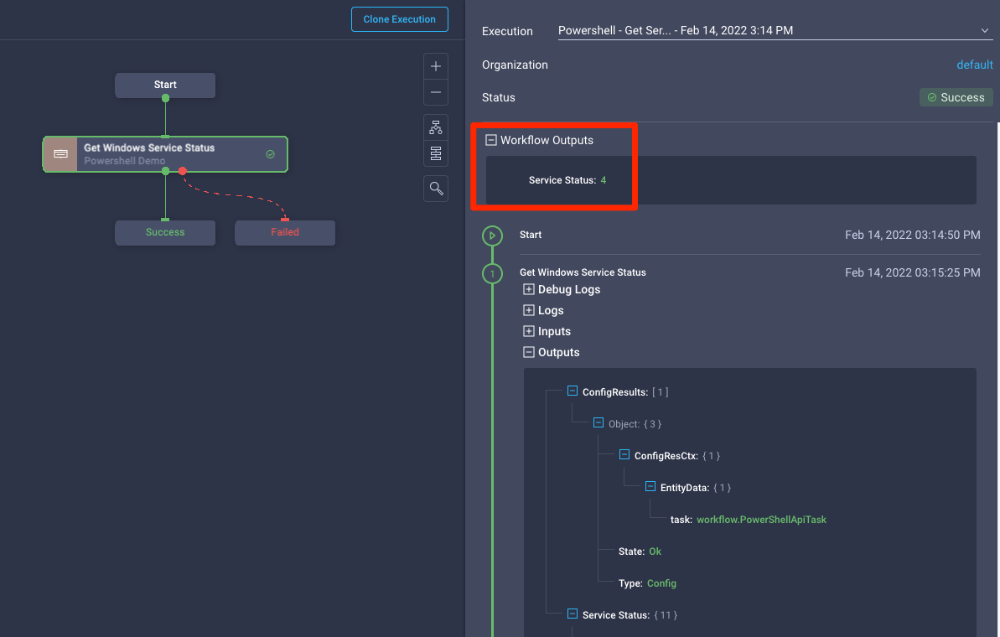 Clone Execution
Start
Get Windows Service Status
Powershell Demo
Success
Failed
Execution
Powershell - Get Ser... - Feb 14, 2022 3:14 PM
Organization
default
Status
Success
Workflow Outputs
Service Status: 4
Start
Feb 14, 2022 03:14:50 PM
1
Get Windows Service Status
Feb 14, 2022 03:15:25 PM
Debug Logs
Logs
Inputs
Outputs
ConfigResults: [ 1 ]
Object: { 3 }
ConfigResCtx: { 1 }
EntityData: { 1 }
task: workflow.PowerShellApiTask
State: Ok
Type: Config
Service Status: { 11 }